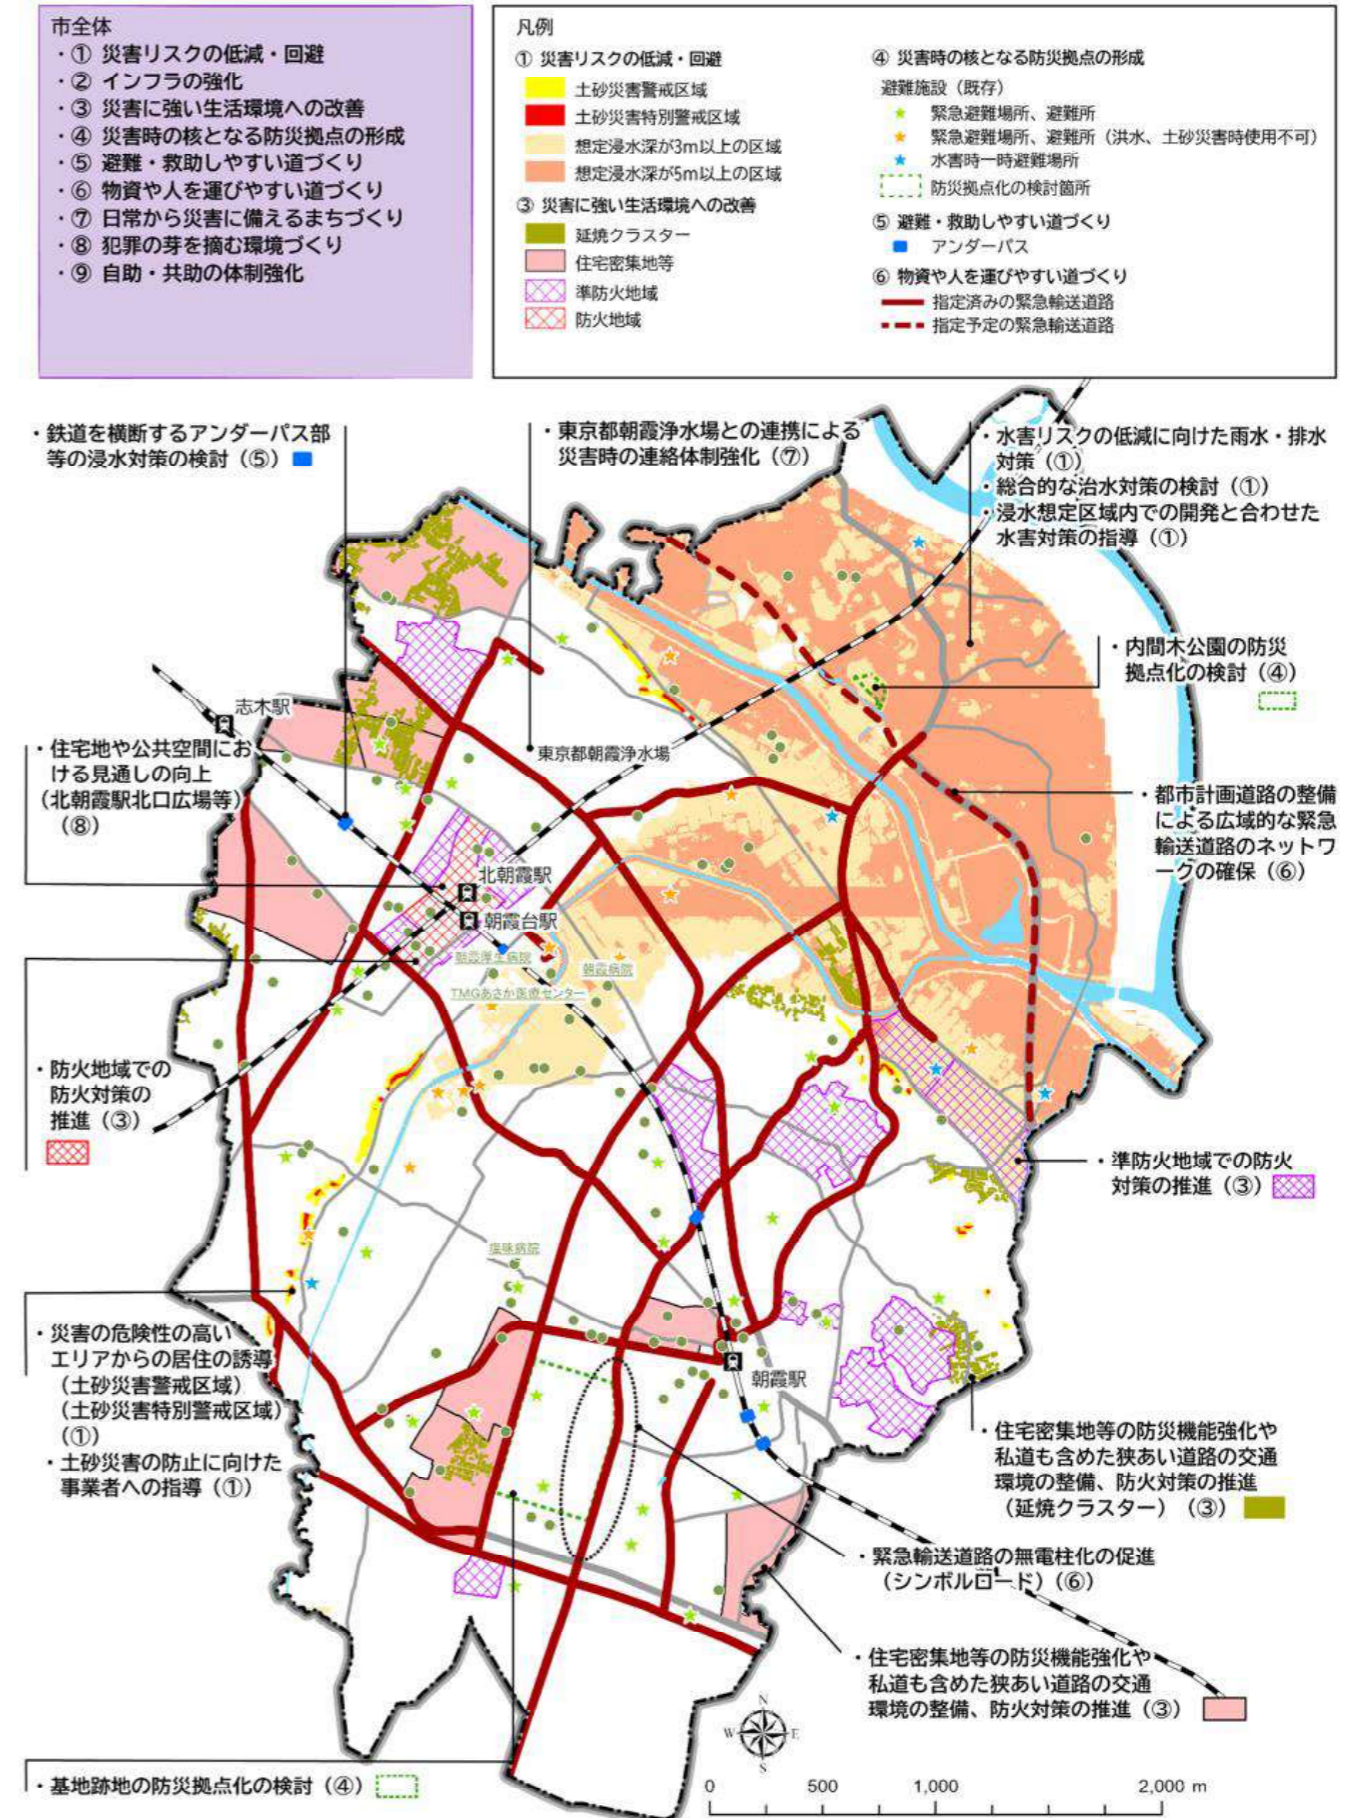 市全体
・① 災害リスクの低減・回避
・② インフラの強化
・③ 災害に強い生活環境への改善
・④ 災害時の核となる防災拠点の形成
・⑤ 避難・救助しやすい道づくり
・⑥ 物資や人を運びやすい道づくり
・⑦ 日常から災害に備えるまちづくり
・⑧ 犯罪の芽を摘む環境づくり
・⑨ 自助・共助の体制強化
凡例
① 災害リスクの低減・回避
土砂災害警戒区域
土砂災害特別警戒区域
想定浸水深が3m以上の区域
想定浸水深が5m以上の区域
③ 災害に強い生活環境への改善
延焼クラスター
住宅密集地等
準防火地域
防火地域
④ 災害時の核となる防災拠点の形成
避難施設（既存）
緊急避難場所、避難所
緊急避難場所、避難所（洪水、土砂災害時使用不可）
水害時一時避難場所
防災拠点化の検討箇所
⑤ 避難・救助しやすい道づくり
アンダーパス
⑥ 物資や人を運びやすい道づくり
指定済みの緊急輸送道路
指定予定の緊急輸送道路
・鉄道を横断するアンダーパス部
等の浸水対策の検討（⑤）
・東京都朝霞浄水場との連携による
災害時の連絡体制強化（⑦）
・水害リスクの低減に向けた雨水・排水
対策（①）
・総合的な治水対策の検討（①）
・浸水想定区域内での開発と合わせた
水害対策の指導（①）
・内間木公園の防災
拠点化の検討（④）
志木駅
・住宅地や公共空間にお
ける見通しの向上
（北朝霞駅北口広場等）
（⑧）
東京都朝霞浄水場
・都市計画道路の整備
による広域的な緊急
輸送道路のネットワ
ークの確保（⑥）
北朝霞駅
朝霞台駅
朝霞厚生病院
朝霞病院
TMGあさか医療センター
・防火地域での
防火対策の
推進（③）
・準防火地域での防火
対策の推進（③）
塩味病院
・災害の危険性の高い
エリアからの居住の誘導
（土砂災害警戒区域）
（土砂災害特別警戒区域）
（①）
・土砂災害の防止に向けた
事業者への指導（①）
朝霞駅
・住宅密集地等の防災機能強化や
私道も含めた狭あい道路の交通
環境の整備、防火対策の推進
（延焼クラスター）（③）
・緊急輸送道路の無電柱化の促進
（シンボルロード）（⑥）
・住宅密集地等の防災機能強化や
私道も含めた狭あい道路の交通
環境の整備、防火対策の推進（③）
N
W E
S
・基地跡地の防災拠点化の検討（④）
0 500 1,000 2,000 m